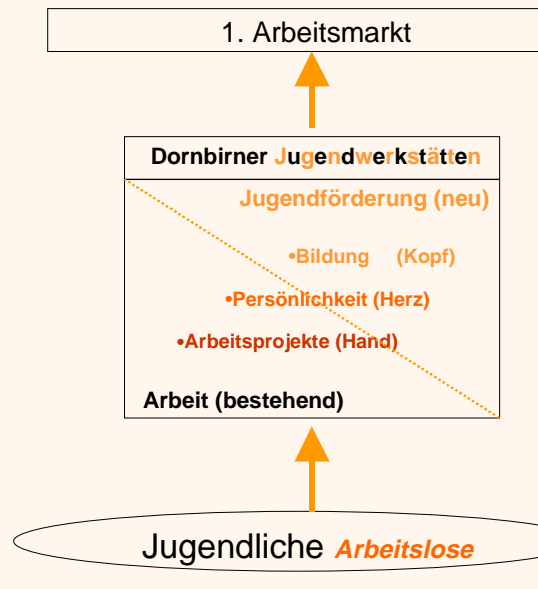 1. Arbeitsmarkt
Dornbirner Jugendwerkstätten
Jugendförderung (neu)
•Bildung (Kopf)
•Persönlichkeit (Herz)
•Arbeitsprojekte (Hand)
Arbeit (bestehend)
Jugendliche Arbeitslose